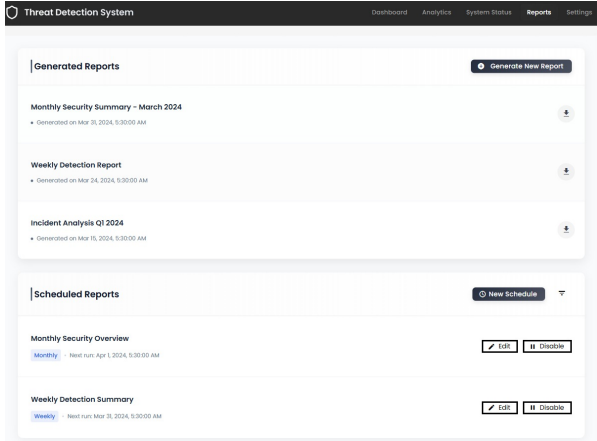 Threat Detection System
Dashboard Analytics System Status Reports Settings
Generated Reports
Generate New Report
Monthly Security Summary - March 2024
Generated on Mar 31, 2024, 5:30:00 AM
Weekly Detection Report
Generated on Mar 24, 2024, 5:30:00 AM
Incident Analysis Q1 2024
Generated on Mar 15, 2024, 5:30:00 AM
Scheduled Reports
New Schedule
Monthly Security Overview
Edit Disable
Monthly · Next run: Apr 1, 2024, 5:30:00 AM
Weekly Detection Summary
Edit Disable
Weekly · Next run: Mar 31, 2024, 5:30:00 AM